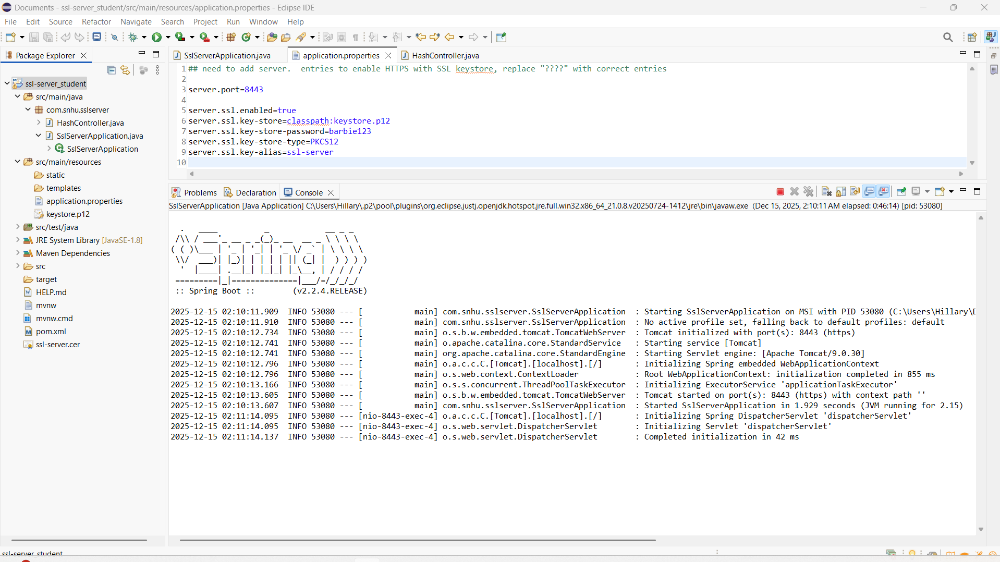 Documents - ssl-server_student/src/main/resources/application.properties - Eclipse IDE
File Edit Source Refactor Navigate Search Project Run Window Help
Package Explorer
ssl-server_student
src/main/java
com.snhu.sslserver
HashController.java
SslServerApplication.java
SslServerApplication
src/main/resources
static
templates
application.properties
keystore.p12
src/test/java
JRE System Library [JavaSE-1.8]
Maven Dependencies
src
target
HELP.md
mvnw
mvnw.cmd
pom.xml
ssl-server.cer
SslServerApplication.java application.properties HashController.java
1 ## need to add server.  entries to enable HTTPS with SSL keystore, replace "????" with correct entries
2
3 server.port=8443
4
5 server.ssl.enabled=true
6 server.ssl.key-store=classpath:keystore.p12
7 server.ssl.key-store-password=barbie123
8 server.ssl.key-store-type=PKCS12
9 server.ssl.key-alias=ssl-server
10
Problems Declaration Console
SslServerApplication [Java Application] C:\Users\Hillary\.p2\pool\plugins\org.eclipse.justj.openjdk.hotspot.jre.full.win32.x86_64_21.0.8.v20250724-1412\jre\bin\javaw.exe (Dec 15, 2025, 2:10:11 AM elapsed: 0:46:14) [pid: 53080]
  .   ____          _            __ _ _
 /\\ / ___'_ __ _ _(_)_ __  __ _ \ \ \ \
( ( )\___ | '_ | '_| | '_ \/ _` | \ \ \ \
 \\/  ___)| |_)| | | | | || (_| |  ) ) ) )
  '  |____| .__|_| |_|_| |_\__, | / / / /
 =========|_|==============|___/=/_/_/_/
 :: Spring Boot ::        (v2.2.4.RELEASE)
2025-12-15 02:10:11.909  INFO 53080 --- [           main] com.snhu.sslserver.SslServerApplication  : Starting SslServerApplication on MSI with PID 53080 (C:\Users\Hillary\D
2025-12-15 02:10:11.910  INFO 53080 --- [           main] com.snhu.sslserver.SslServerApplication  : No active profile set, falling back to default profiles: default
2025-12-15 02:10:12.734  INFO 53080 --- [           main] o.s.b.w.embedded.tomcat.TomcatWebServer  : Tomcat initialized with port(s): 8443 (https)
2025-12-15 02:10:12.741  INFO 53080 --- [           main] o.apache.catalina.core.StandardService   : Starting service [Tomcat]
2025-12-15 02:10:12.741  INFO 53080 --- [           main] org.apache.catalina.core.StandardEngine  : Starting Servlet engine: [Apache Tomcat/9.0.30]
2025-12-15 02:10:12.796  INFO 53080 --- [           main] o.a.c.c.C.[Tomcat].[localhost].[/]       : Initializing Spring embedded WebApplicationContext
2025-12-15 02:10:12.796  INFO 53080 --- [           main] o.s.web.context.ContextLoader            : Root WebApplicationContext: initialization completed in 855 ms
2025-12-15 02:10:13.166  INFO 53080 --- [           main] o.s.s.concurrent.ThreadPoolTaskExecutor  : Initializing ExecutorService 'applicationTaskExecutor'
2025-12-15 02:10:13.605  INFO 53080 --- [           main] o.s.b.w.embedded.tomcat.TomcatWebServer  : Tomcat started on port(s): 8443 (https) with context path ''
2025-12-15 02:10:13.607  INFO 53080 --- [           main] com.snhu.sslserver.SslServerApplication  : Started SslServerApplication in 1.929 seconds (JVM running for 2.15)
2025-12-15 02:11:14.095  INFO 53080 --- [nio-8443-exec-4] o.a.c.c.C.[Tomcat].[localhost].[/]       : Initializing Spring DispatcherServlet 'dispatcherServlet'
2025-12-15 02:11:14.095  INFO 53080 --- [nio-8443-exec-4] o.s.web.servlet.DispatcherServlet        : Initializing Servlet 'dispatcherServlet'
2025-12-15 02:11:14.137  INFO 53080 --- [nio-8443-exec-4] o.s.web.servlet.DispatcherServlet        : Completed initialization in 42 ms
ssl-server_student